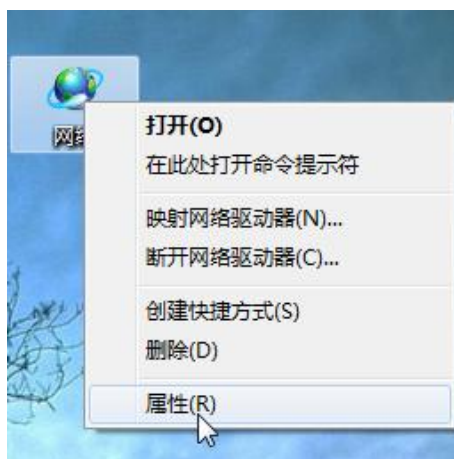 网络
打开(O)
在此处打开命令提示符
映射网络驱动器(N)...
断开网络驱动器(C)...
创建快捷方式(S)
删除(D)
属性(R)